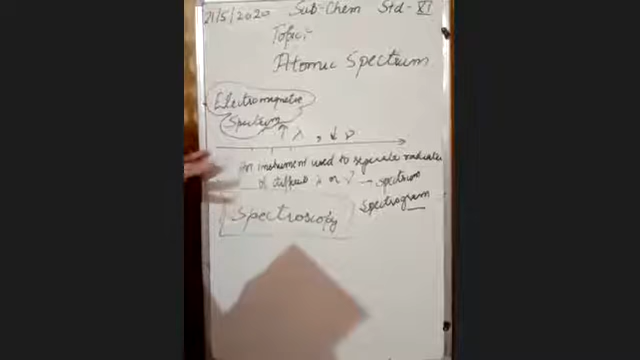 21/5/2020 Sub-Chem Std-XI
Topic:-
Atomic Spectrum
Electromagnetic
Spectrum
↑ λ , ↓ ν
An instrument used to separate radiation
of different λ or ν → spectrum
Spectrogram
Spectroscopy